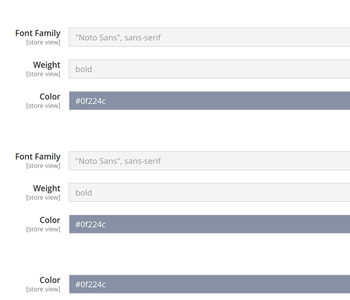 Font Family
[store view]
"Noto Sans", sans-serif
Weight
[store view]
bold
Color
[store view]
#0f224c
Font Family
[store view]
"Noto Sans", sans-serif
Weight
[store view]
bold
Color
[store view]
#0f224c
Color
[store view]
#0f224c